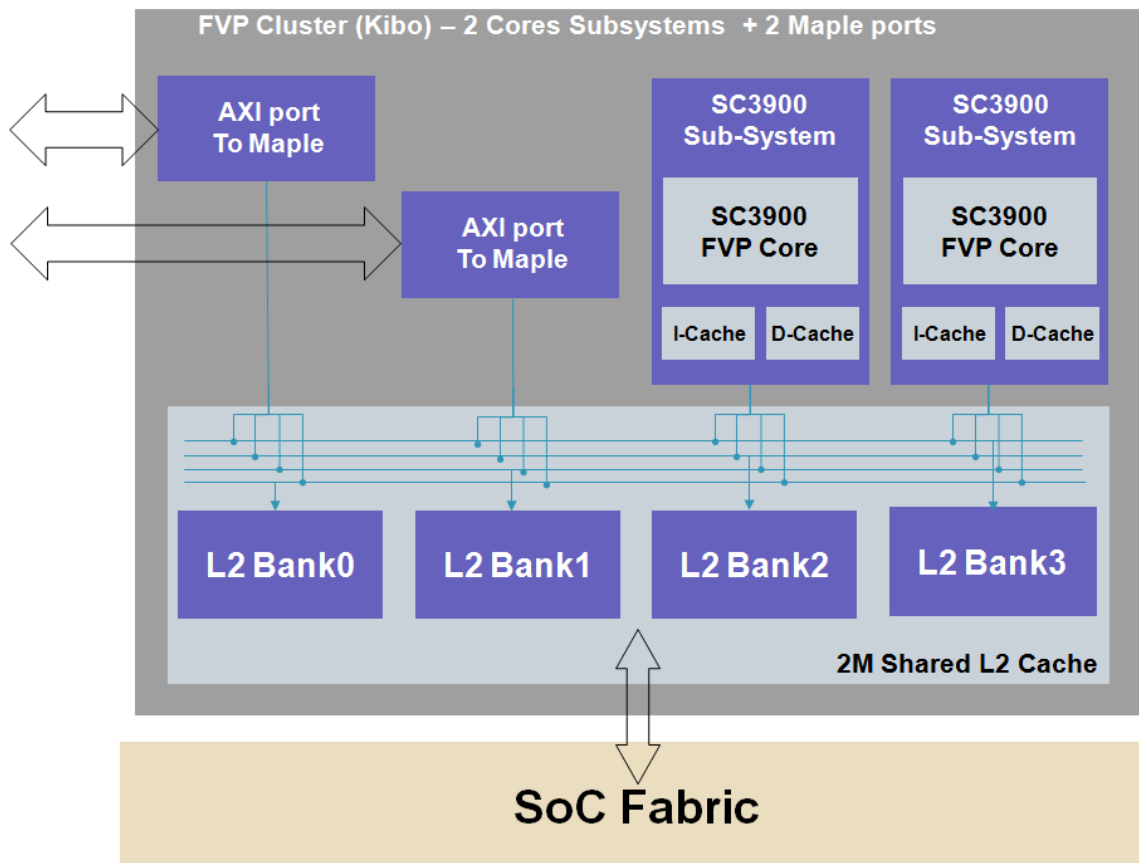 FVP Cluster (Kibo) – 2 Cores Subsystems + 2 Maple ports
AXI port
To Maple
AXI port
To Maple
SC3900
Sub-System
SC3900
FVP Core
I-Cache
D-Cache
SC3900
Sub-System
SC3900
FVP Core
I-Cache
D-Cache
L2 Bank0
L2 Bank1
L2 Bank2
L2 Bank3
2M Shared L2 Cache
SoC Fabric